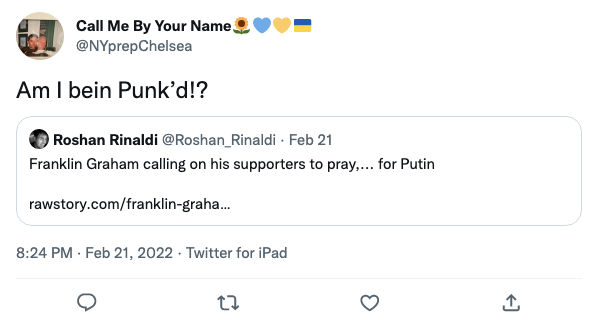 Call Me By Your Name🌻💙💛🇺🇦
@NYprepChelsea
Am I bein Punk’d!?
Roshan Rinaldi @Roshan_Rinaldi · Feb 21
Franklin Graham calling on his supporters to pray,... for Putin
rawstory.com/franklin-graha...
8:24 PM · Feb 21, 2022 · Twitter for iPad